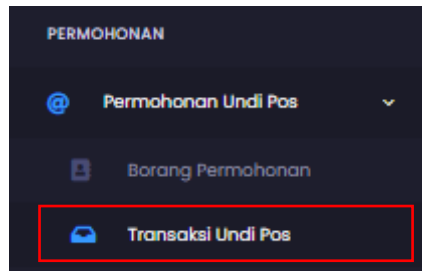 PERMOHONAN
Permohonan Undi Pos
Borang Permohonan
Transaksi Undi Pos